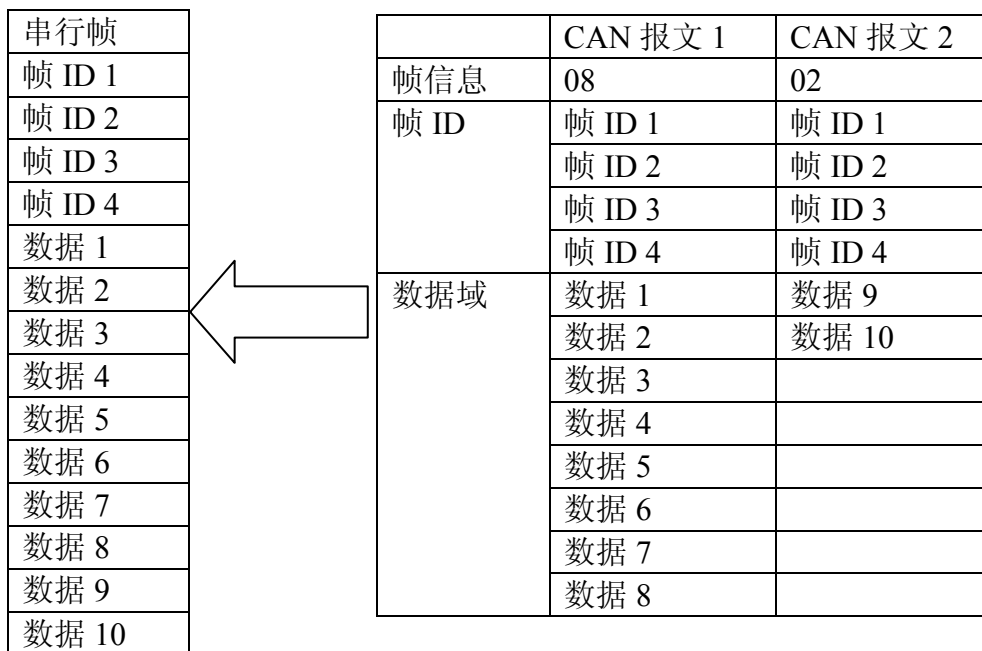 串行帧
帧 ID 1
帧 ID 2
帧 ID 3
帧 ID 4
数据 1
数据 2
数据 3
数据 4
数据 5
数据 6
数据 7
数据 8
数据 9
数据 10
CAN 报文 1 CAN 报文 2
帧信息 08 02
帧 ID 帧 ID 1 帧 ID 1
帧 ID 2 帧 ID 2
帧 ID 3 帧 ID 3
帧 ID 4 帧 ID 4
数据域 数据 1 数据 9
数据 2 数据 10
数据 3
数据 4
数据 5
数据 6
数据 7
数据 8